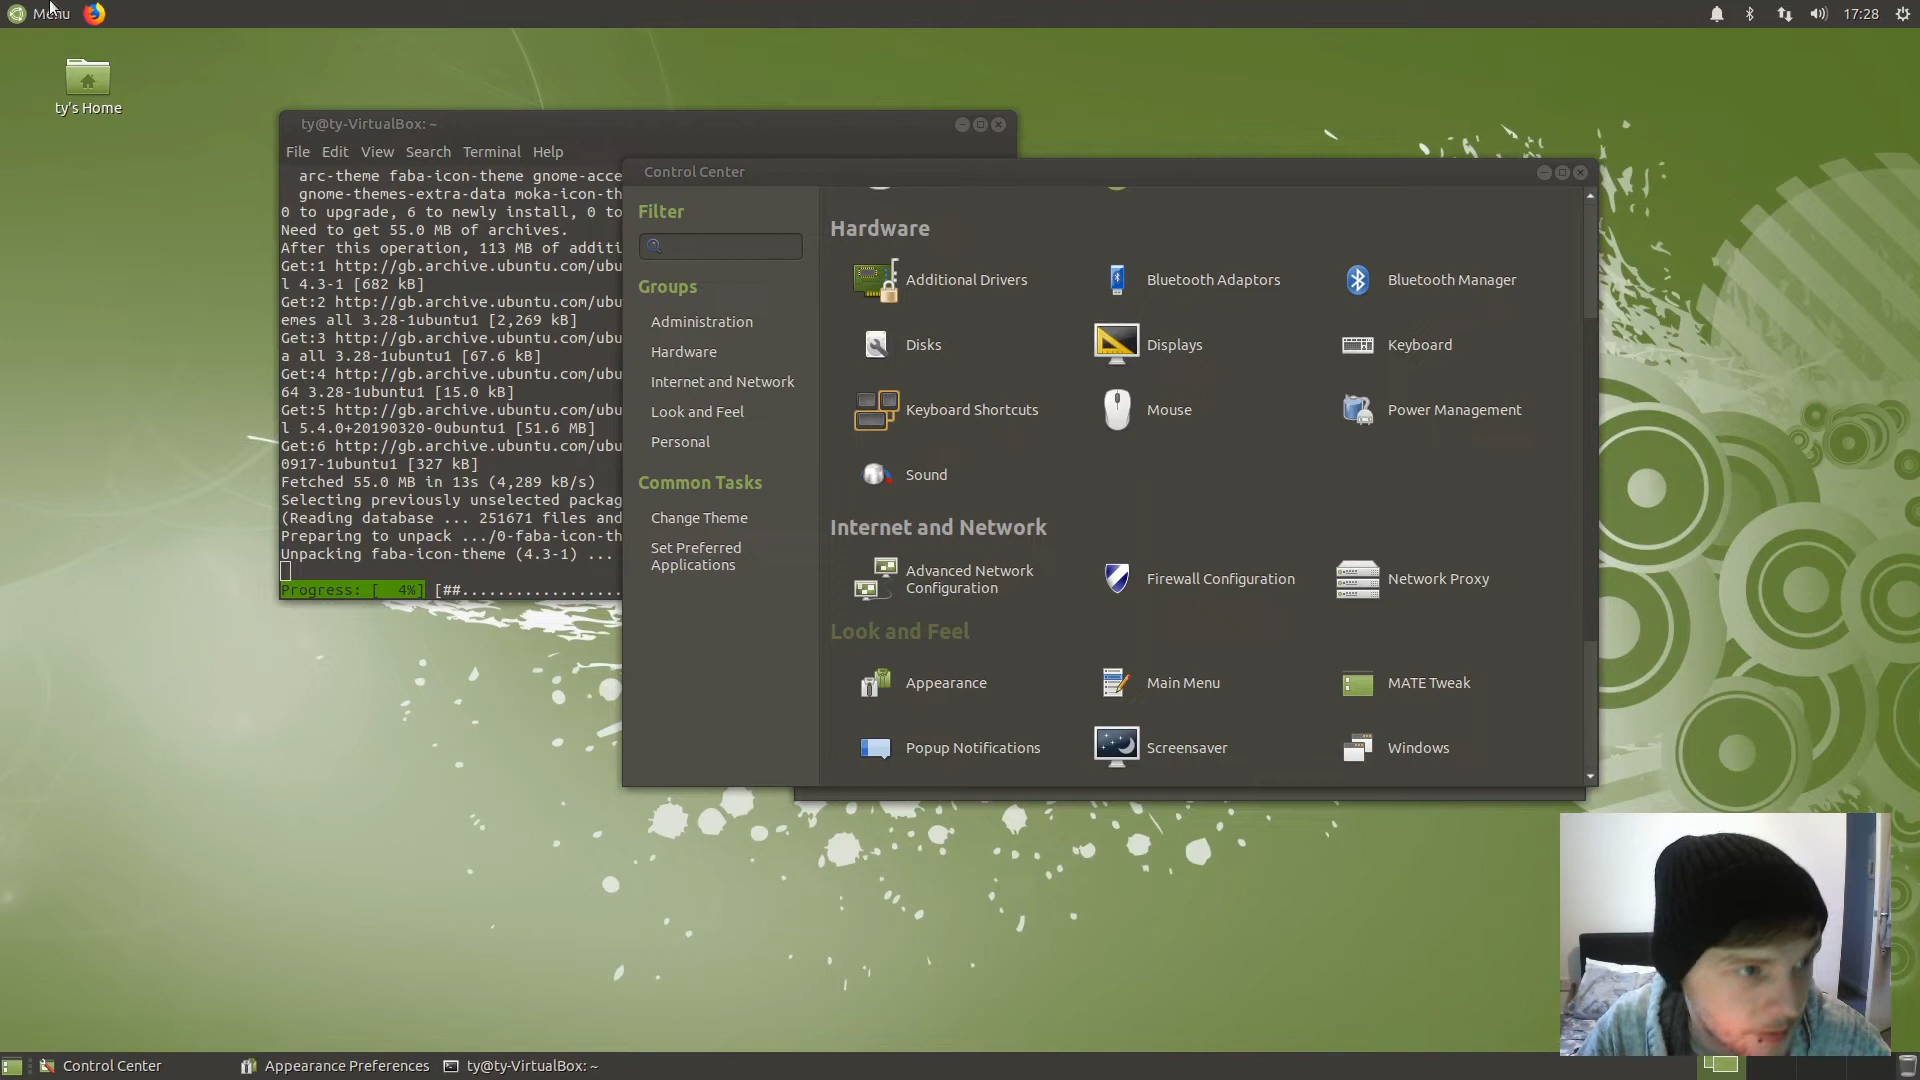 Menu
17:28
ty's Home
ty@ty-VirtualBox: ~
File Edit View Search Terminal Help
arc-theme faba-icon-theme gnome-acce
gnome-themes-extra-data moka-icon-th
0 to upgrade, 6 to newly install, 0 to
Need to get 55.0 MB of archives.
After this operation, 113 MB of additi
Get:1 http://gb.archive.ubuntu.com/ubu
l 4.3-1 [682 kB]
Get:2 http://gb.archive.ubuntu.com/ubu
emes all 3.28-1ubuntu1 [2,269 kB]
Get:3 http://gb.archive.ubuntu.com/ubu
a all 3.28-1ubuntu1 [67.6 kB]
Get:4 http://gb.archive.ubuntu.com/ubu
64 3.28-1ubuntu1 [15.0 kB]
Get:5 http://gb.archive.ubuntu.com/ubu
l 5.4.0+20190320-0ubuntu1 [51.6 MB]
Get:6 http://gb.archive.ubuntu.com/ubu
0917-1ubuntu1 [327 kB]
Fetched 55.0 MB in 13s (4,289 kB/s)
Selecting previously unselected packag
(Reading database ... 251671 files and
Preparing to unpack .../0-faba-icon-th
Unpacking faba-icon-theme (4.3-1) ...
Progress: [  4%] [##..................
Control Center
Filter
Groups
Administration
Hardware
Internet and Network
Look and Feel
Personal
Common Tasks
Change Theme
Set Preferred
Applications
Hardware
Additional Drivers
Bluetooth Adaptors
Bluetooth Manager
Disks
Displays
Keyboard
Keyboard Shortcuts
Mouse
Power Management
Sound
Internet and Network
Advanced Network
Configuration
Firewall Configuration
Network Proxy
Look and Feel
Appearance
Main Menu
MATE Tweak
Popup Notifications
Screensaver
Windows
Control Center
Appearance Preferences
ty@ty-VirtualBox: ~